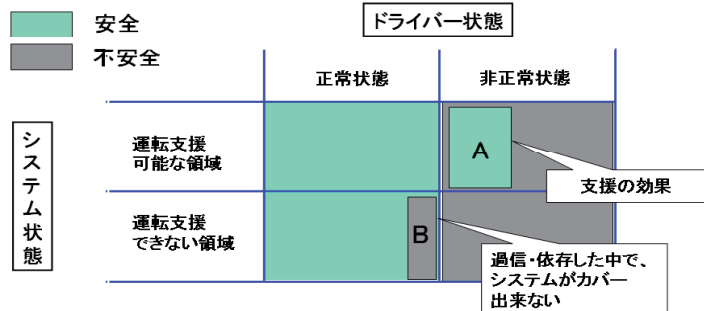 安全
不安全
ドライバー状態
正常状態
非正常状態
システム状態
運転支援
可能な領域
A
支援の効果
運転支援
できない領域
B
過信・依存した中で、
システムがカバー
出来ない